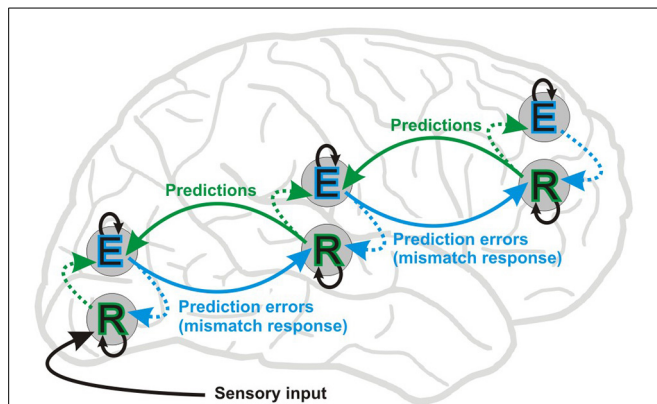 E
Predictions
R
E
Predictions
R
Prediction errors
(mismatch response)
E
R
Prediction errors
(mismatch response)
Sensory input